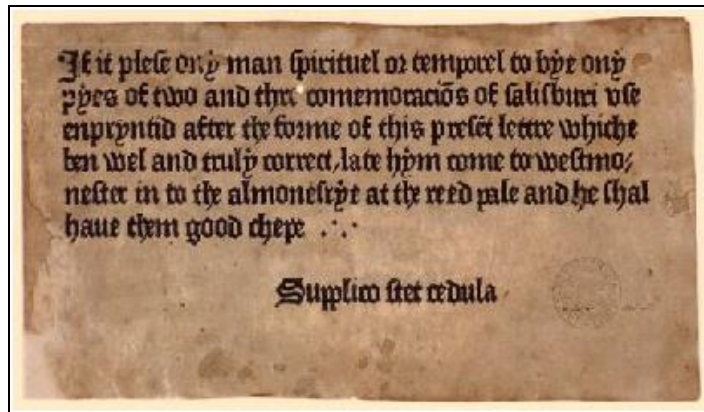 If it plese ony man spirituel or temporel to bye ony
pyes of two and thre comemoraciõs of salisburi vse
enpryntid after the forme of this presẽt lettre whiche
ben wel and truly correct, late hym come to westmo⸗
nester in to the almonesrye at the reed pale and he shal
haue them good chepe .·.
Supplico stet cedula